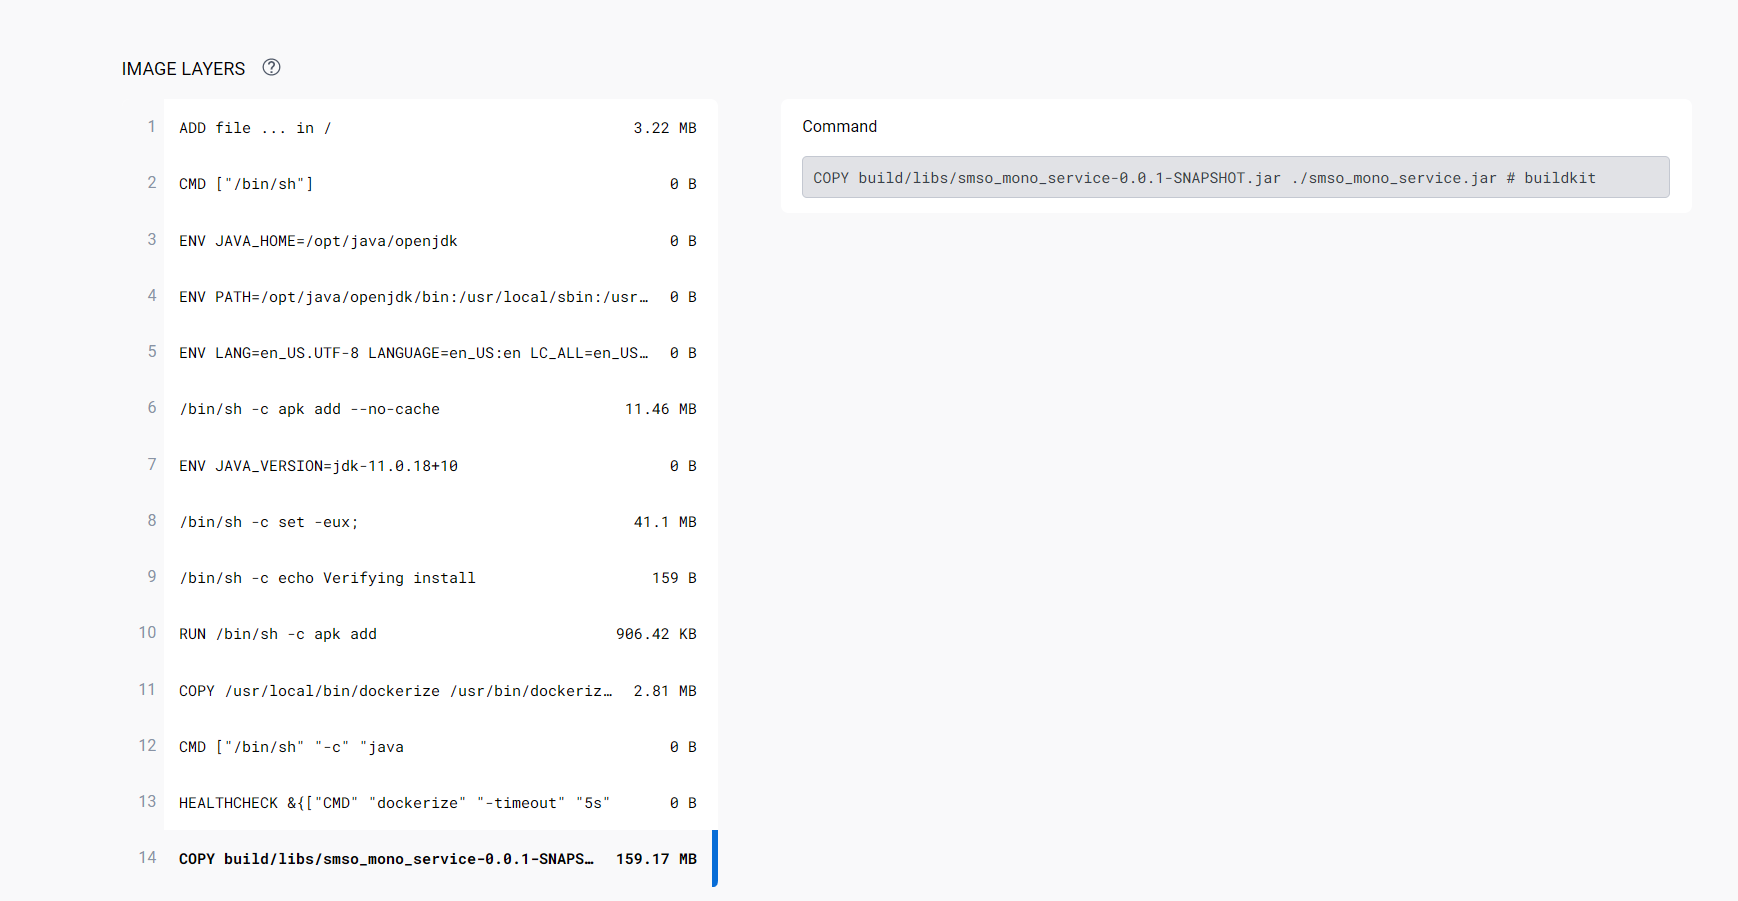 IMAGE LAYERS ?
1 ADD file ... in / 3.22 MB
2 CMD ["/bin/sh"] 0 B
3 ENV JAVA_HOME=/opt/java/openjdk 0 B
4 ENV PATH=/opt/java/openjdk/bin:/usr/local/sbin:/usr… 0 B
5 ENV LANG=en_US.UTF-8 LANGUAGE=en_US:en LC_ALL=en_US… 0 B
6 /bin/sh -c apk add --no-cache 11.46 MB
7 ENV JAVA_VERSION=jdk-11.0.18+10 0 B
8 /bin/sh -c set -eux; 41.1 MB
9 /bin/sh -c echo Verifying install 159 B
10 RUN /bin/sh -c apk add 906.42 KB
11 COPY /usr/local/bin/dockerize /usr/bin/dockeriz… 2.81 MB
12 CMD ["/bin/sh" "-c" "java 0 B
13 HEALTHCHECK &{["CMD" "dockerize" "-timeout" "5s" 0 B
14 COPY build/libs/smso_mono_service-0.0.1-SNAPS… 159.17 MB
Command
COPY build/libs/smso_mono_service-0.0.1-SNAPSHOT.jar ./smso_mono_service.jar # buildkit